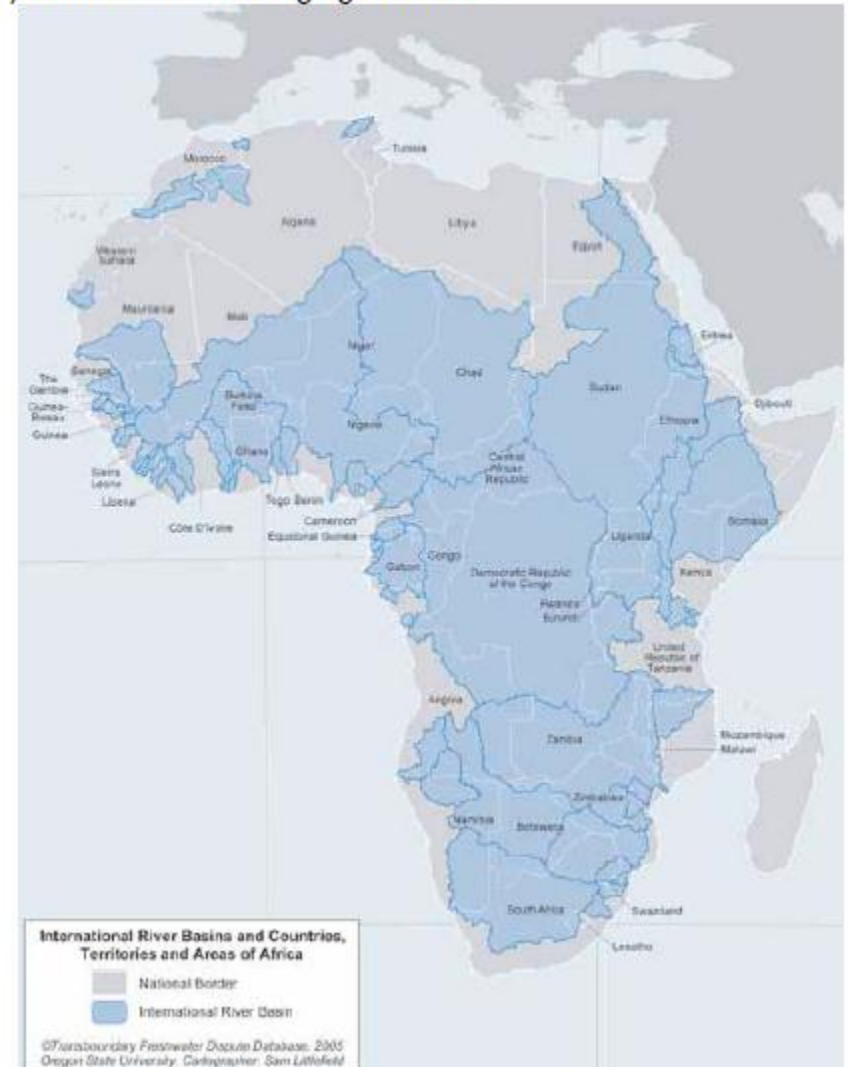 Tunisia
Morocco
Algeria
Libya
Egypt
Western
Sahara
Mauritania
Mali
Niger
Chad
Eritrea
Sudan
Senegal
The
Gambia
Guinea-
Bissau
Guinea
Burkina
Faso
Djibouti
Ethiopia
Nigeria
Ghana
Central
African
Republic
Sierra
Leone
Liberia
Togo Benin
Côte D'Ivoire
Cameroon
Equatorial Guinea
Somalia
Uganda
Gabon
Congo
Democratic Republic
of the Congo
Kenya
Rwanda
Burundi
United
Republic of
Tanzania
Angola
Zambia
Mozambique
Malawi
Zimbabwe
Namibia
Botswana
South Africa
Swaziland
Lesotho
International River Basins and Countries,
Territories and Areas of Africa
National Border
International River Basin
©Transboundary Freshwater Dispute Database, 2005
Oregon State University. Cartographer: Sam Littlefield